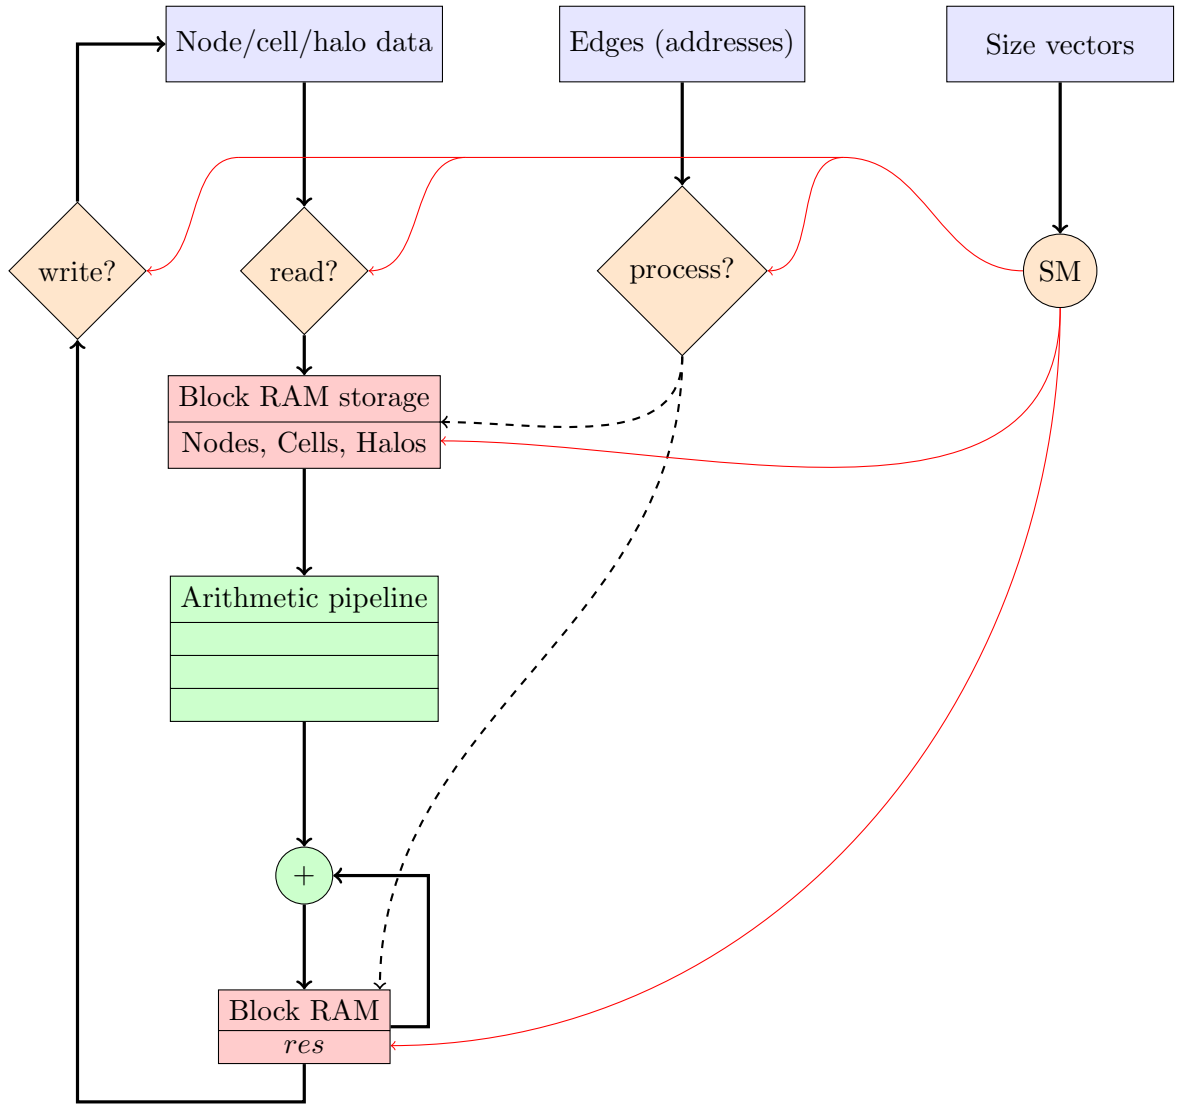 Node/cell/halo data
Edges (addresses)
Size vectors
write?
read?
process?
SM
Block RAM storage
Nodes, Cells, Halos
Arithmetic pipeline
+
Block RAM
res